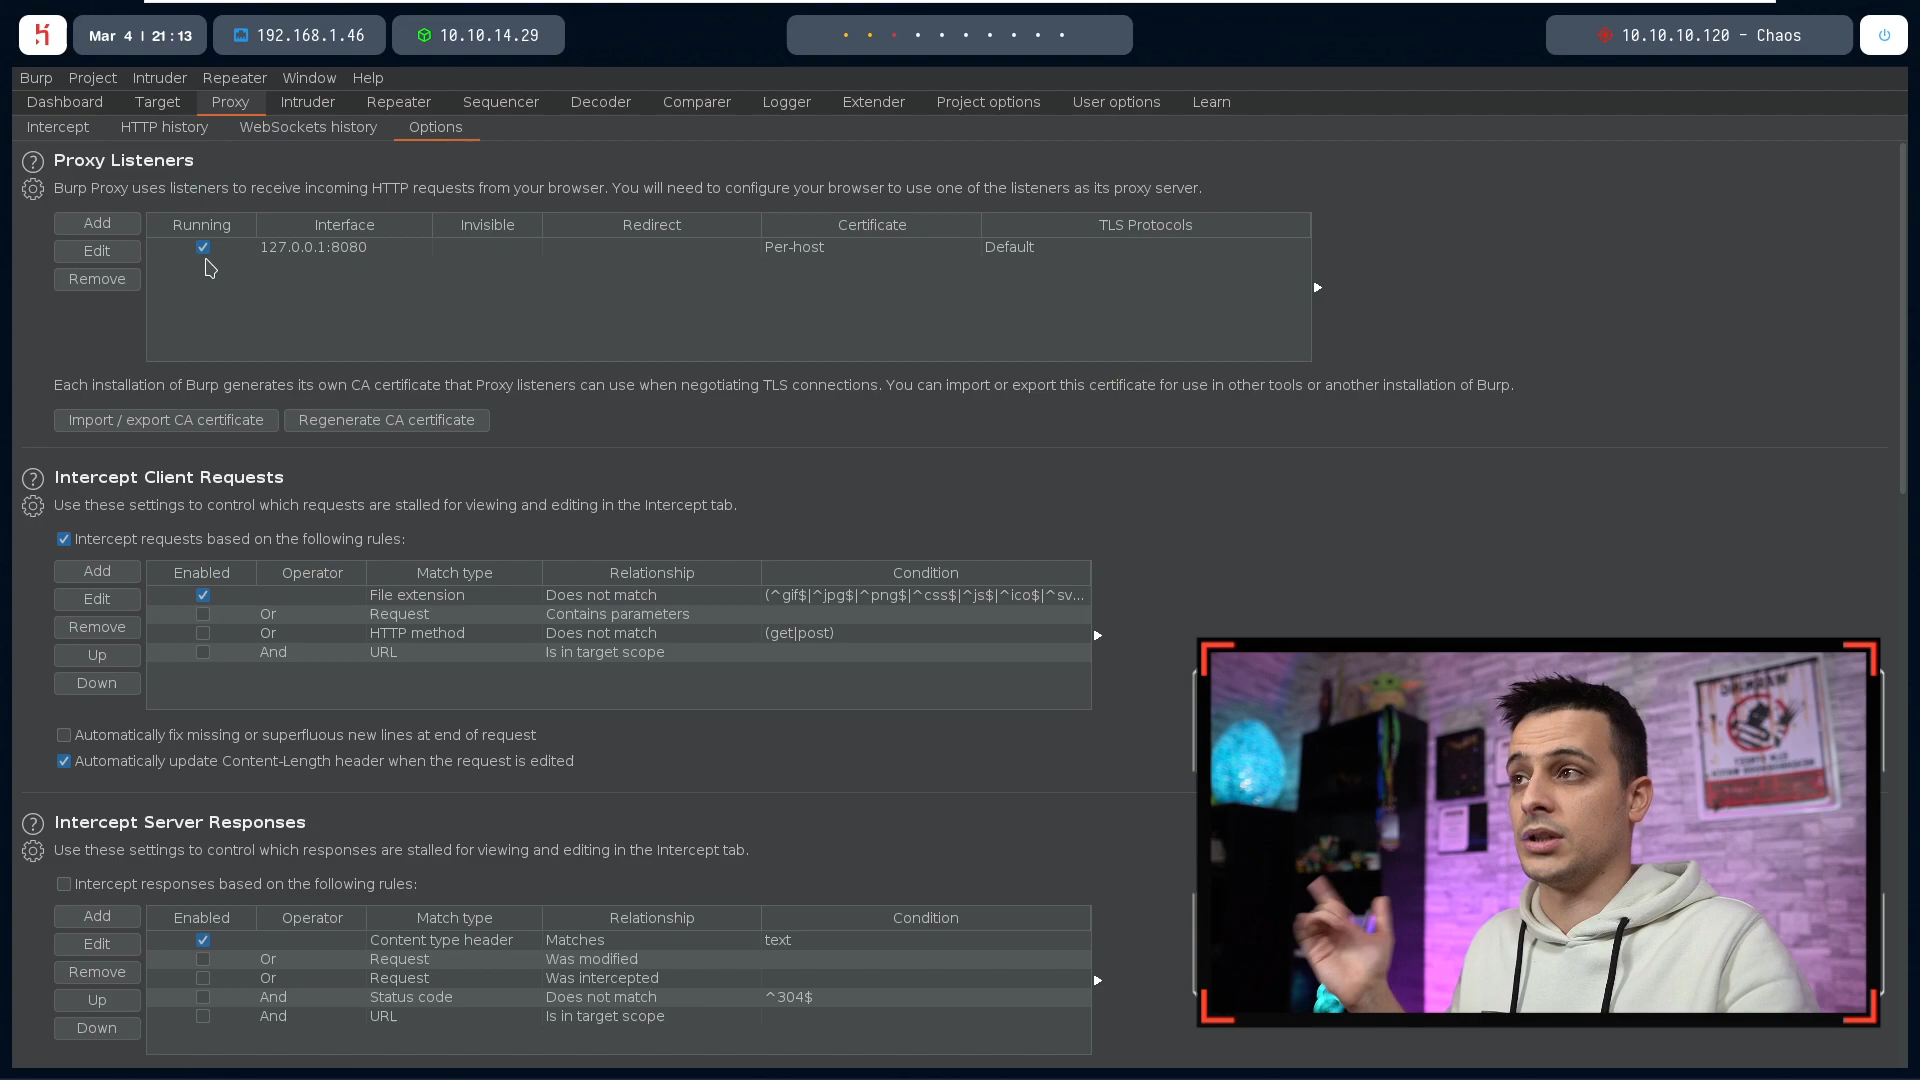 Mar 4 | 21:13
192.168.1.46
10.10.14.29
10.10.10.120 - Chaos
Burp Project Intruder Repeater Window Help
Dashboard Target Proxy Intruder Repeater Sequencer Decoder Comparer Logger Extender Project options User options Learn
Intercept HTTP history WebSockets history Options
Proxy Listeners
Burp Proxy uses listeners to receive incoming HTTP requests from your browser. You will need to configure your browser to use one of the listeners as its proxy server.
Add
Edit
Remove
Running Interface Invisible Redirect Certificate TLS Protocols
127.0.0.1:8080 Per-host Default
Each installation of Burp generates its own CA certificate that Proxy listeners can use when negotiating TLS connections. You can import or export this certificate for use in other tools or another installation of Burp.
Import / export CA certificate Regenerate CA certificate
Intercept Client Requests
Use these settings to control which requests are stalled for viewing and editing in the Intercept tab.
Intercept requests based on the following rules:
Add
Edit
Remove
Up
Down
Enabled Operator Match type Relationship Condition
File extension Does not match (^gif$|^jpg$|^png$|^css$|^js$|^ico$|^sv...
Or Request Contains parameters
Or HTTP method Does not match (get|post)
And URL Is in target scope
Automatically fix missing or superfluous new lines at end of request
Automatically update Content-Length header when the request is edited
Intercept Server Responses
Use these settings to control which responses are stalled for viewing and editing in the Intercept tab.
Intercept responses based on the following rules:
Add
Edit
Remove
Up
Down
Enabled Operator Match type Relationship Condition
Content type header Matches text
Or Request Was modified
Or Request Was intercepted
And Status code Does not match ^304$
And URL Is in target scope